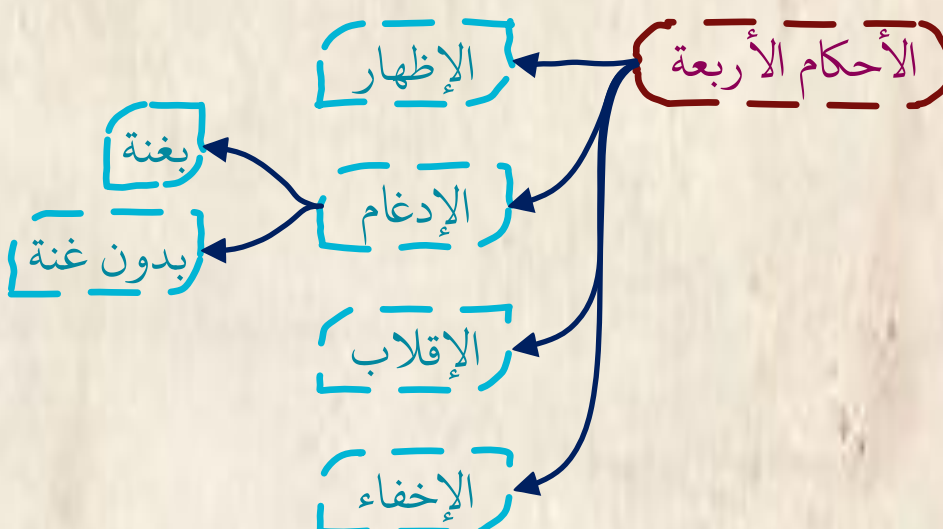 الأحكام الأربعة
الإظهار
الإدغام
بغنة
بدون غنة
الإقلاب
الإخفاء